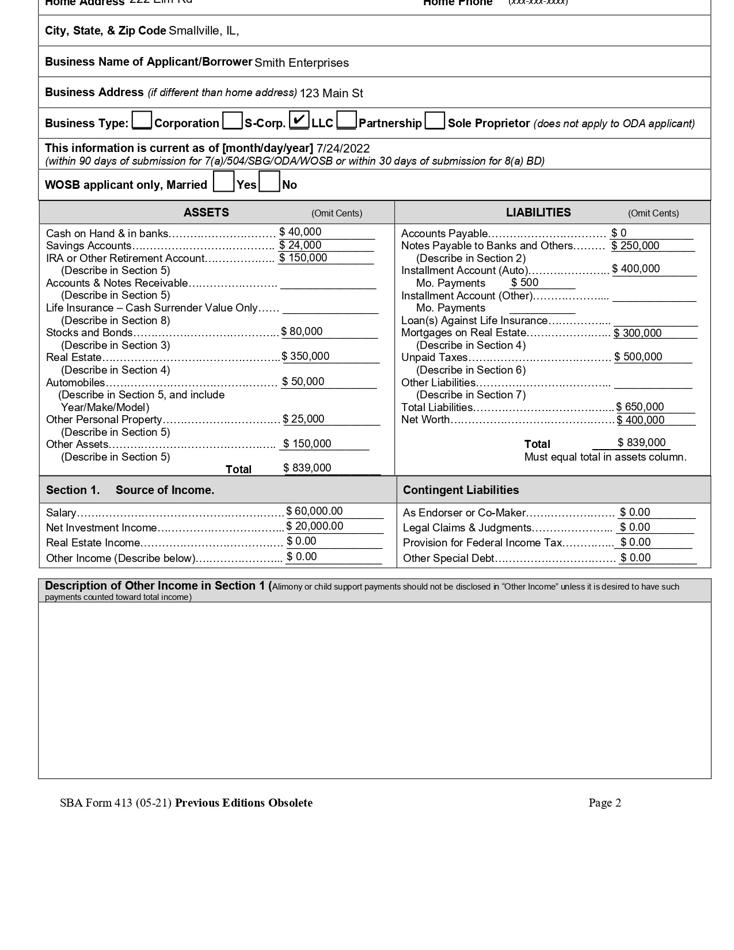 Home Address 222 Elm Rd Home Phone (xxx-xxx-xxxx)
City, State, & Zip Code Smallville, IL,
Business Name of Applicant/Borrower Smith Enterprises
Business Address (if different than home address) 123 Main St
Business Type: Corporation S-Corp. ✔ LLC Partnership Sole Proprietor (does not apply to ODA applicant)
This information is current as of [month/day/year] 7/24/2022
(within 90 days of submission for 7(a)/504/SBG/ODA/WOSB or within 30 days of submission for 8(a) BD)
WOSB applicant only, Married Yes No
ASSETS (Omit Cents)
Cash on Hand & in banks………………………… $ 40,000
Savings Accounts……………………………….. $ 24,000
IRA or Other Retirement Account……………….. $ 150,000
(Describe in Section 5)
Accounts & Notes Receivable……………………. ________
(Describe in Section 5)
Life Insurance – Cash Surrender Value Only…… ________
(Describe in Section 8)
Stocks and Bonds………………………………… $ 80,000
(Describe in Section 3)
Real Estate………………………………………… $ 350,000
(Describe in Section 4)
Automobiles……………………………………… $ 50,000
(Describe in Section 5, and include
Year/Make/Model)
Other Personal Property………………………… $ 25,000
(Describe in Section 5)
Other Assets…………………………………….. $ 150,000
(Describe in Section 5)
Total $ 839,000
LIABILITIES (Omit Cents)
Accounts Payable………………………… $ 0
Notes Payable to Banks and Others……… $ 250,000
(Describe in Section 2)
Installment Account (Auto)…………………. $ 400,000
Mo. Payments $ 500
Installment Account (Other)……………….. ________
Mo. Payments ________
Loan(s) Against Life Insurance……………. ________
Mortgages on Real Estate…………………. $ 300,000
(Describe in Section 4)
Unpaid Taxes……………………………… $ 500,000
(Describe in Section 6)
Other Liabilities……………………………. ________
(Describe in Section 7)
Total Liabilities……………………………… $ 650,000
Net Worth…………………………………… $ 400,000
Total $ 839,000
Must equal total in assets column.
Section 1. Source of Income.
Salary…………………………………………… $ 60,000.00
Net Investment Income………………………… $ 20,000.00
Real Estate Income……………………………… $ 0.00
Other Income (Describe below)………………… $ 0.00
Contingent Liabilities
As Endorser or Co-Maker…………………… $ 0.00
Legal Claims & Judgments………………… $ 0.00
Provision for Federal Income Tax………….. $ 0.00
Other Special Debt………………………… $ 0.00
Description of Other Income in Section 1 (Alimony or child support payments should not be disclosed in "Other Income" unless it is desired to have such
payments counted toward total income)
SBA Form 413 (05-21) Previous Editions Obsolete Page 2